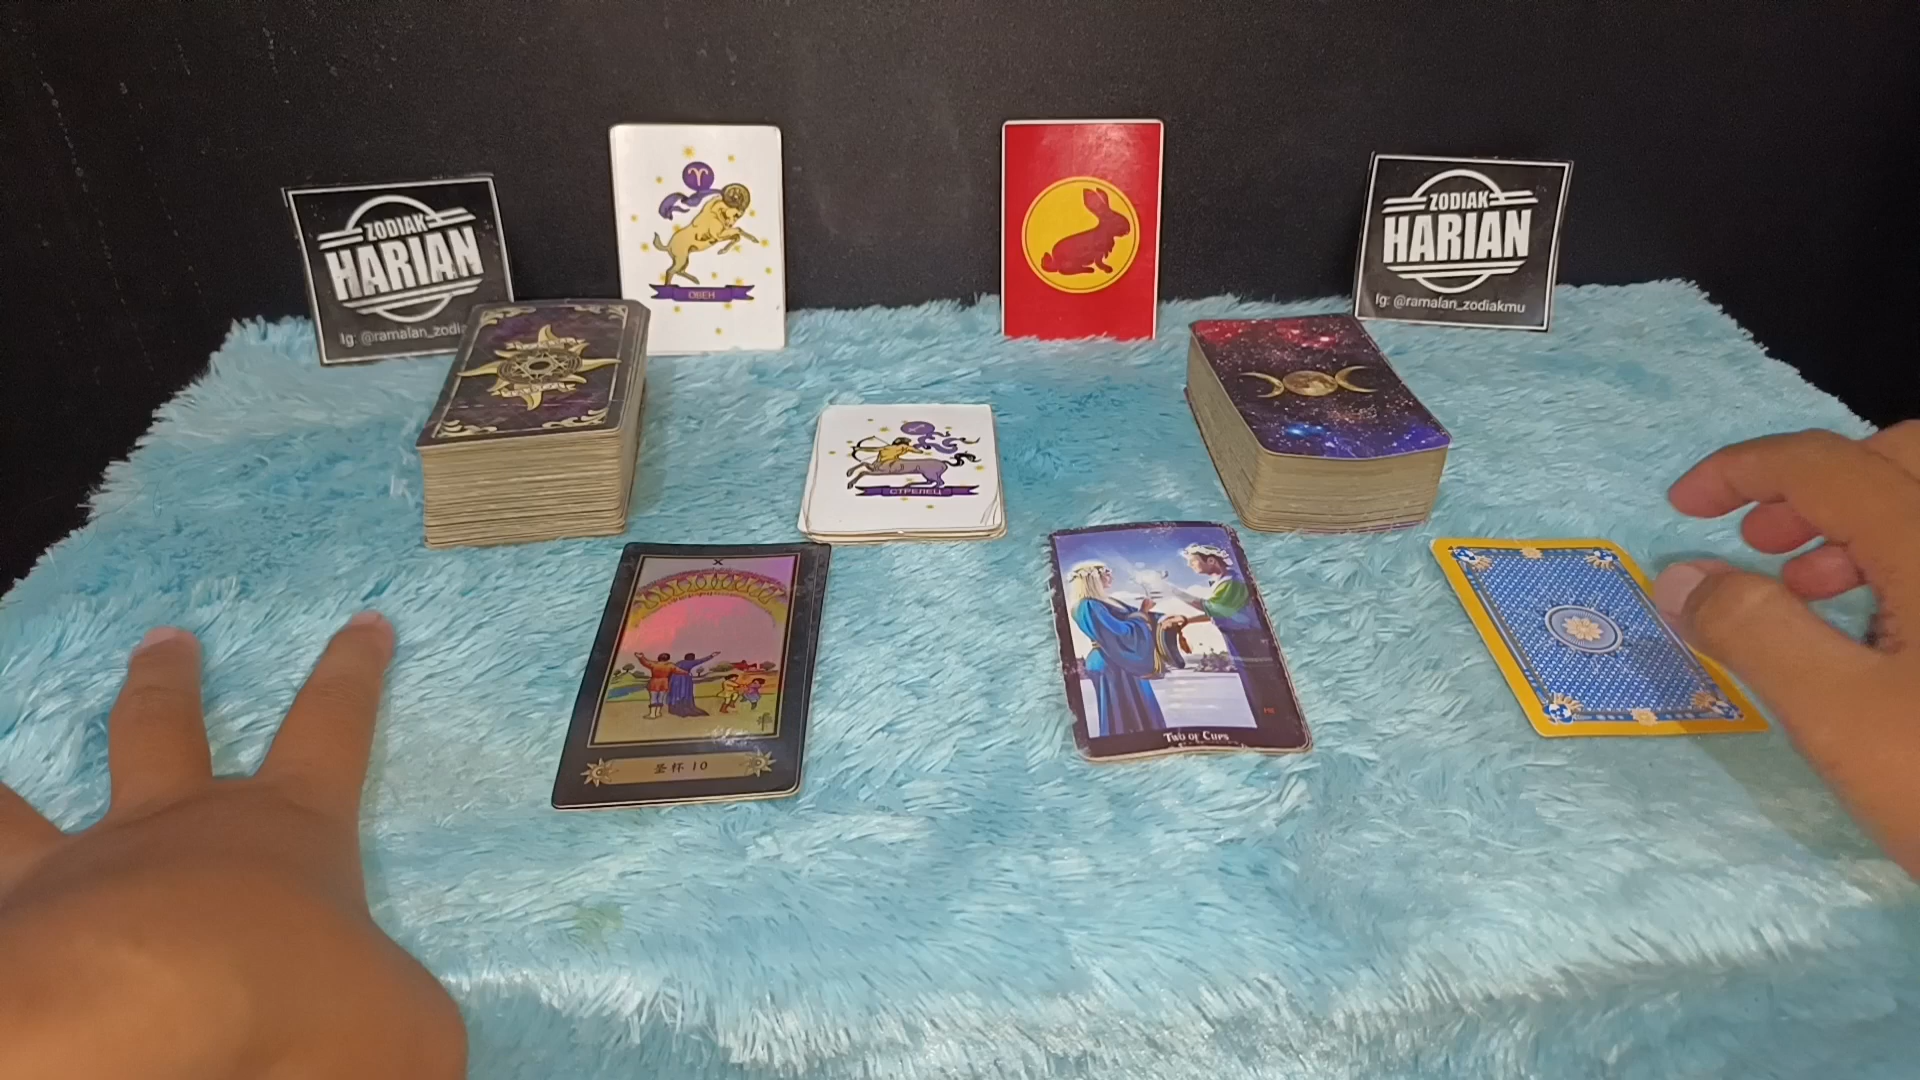 ZODIAK
HARIAN
Ig: @ramalan_zodia
ОВЕН
ZODIAK
HARIAN
Ig: @ramalan_zodiakmu
СТРЕЛЕЦ
X
圣杯 10
TWO OF CUPS